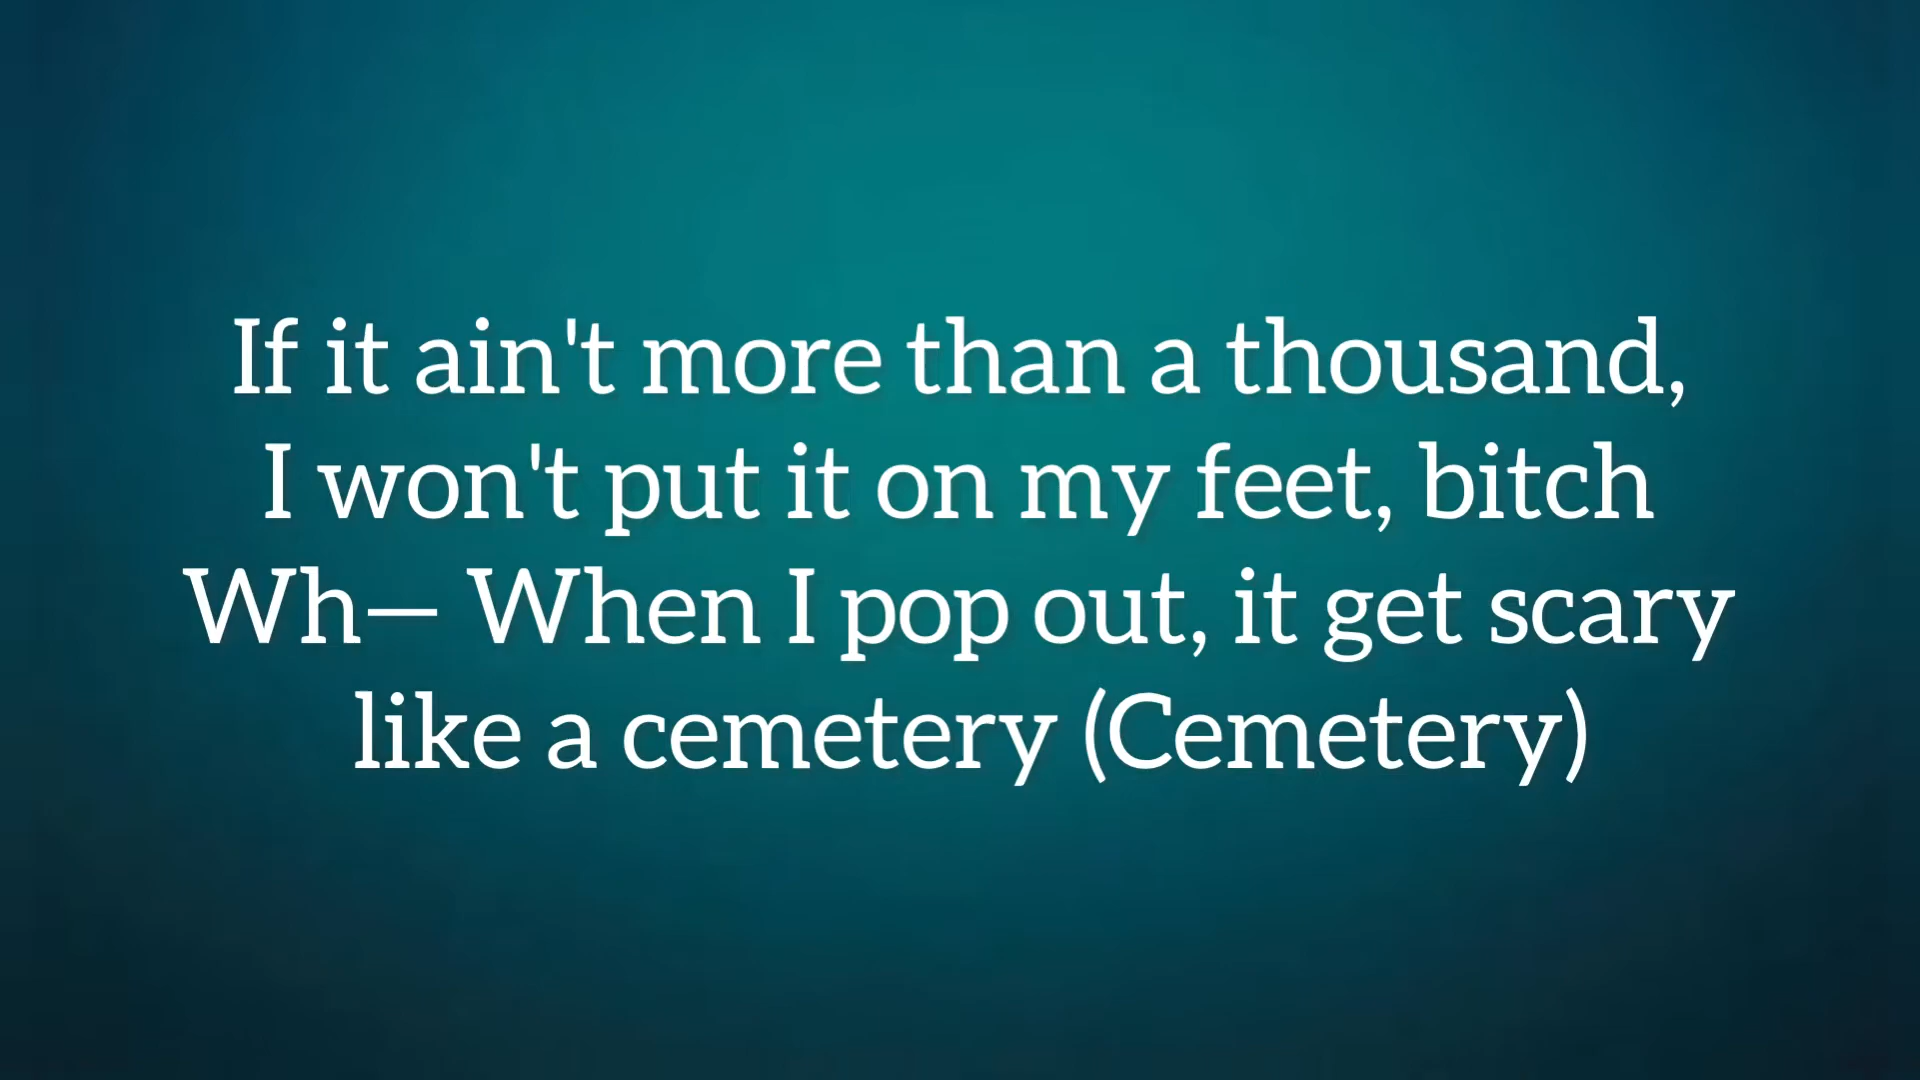 If it ain't more than a thousand,
I won't put it on my feet, bitch
Wh— When I pop out, it get scary
like a cemetery (Cemetery)